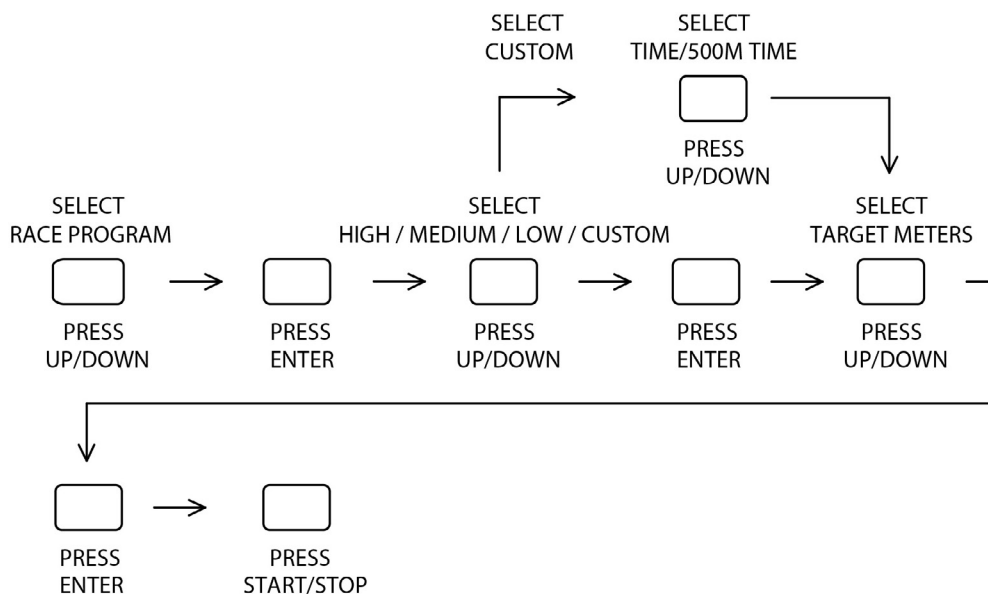 SELECT
CUSTOM
SELECT
TIME/500M TIME
PRESS
UP/DOWN
SELECT
RACE PROGRAM
SELECT
HIGH / MEDIUM / LOW / CUSTOM
SELECT
TARGET METERS
PRESS
UP/DOWN
PRESS
ENTER
PRESS
UP/DOWN
PRESS
ENTER
PRESS
UP/DOWN
PRESS
ENTER
PRESS
START/STOP